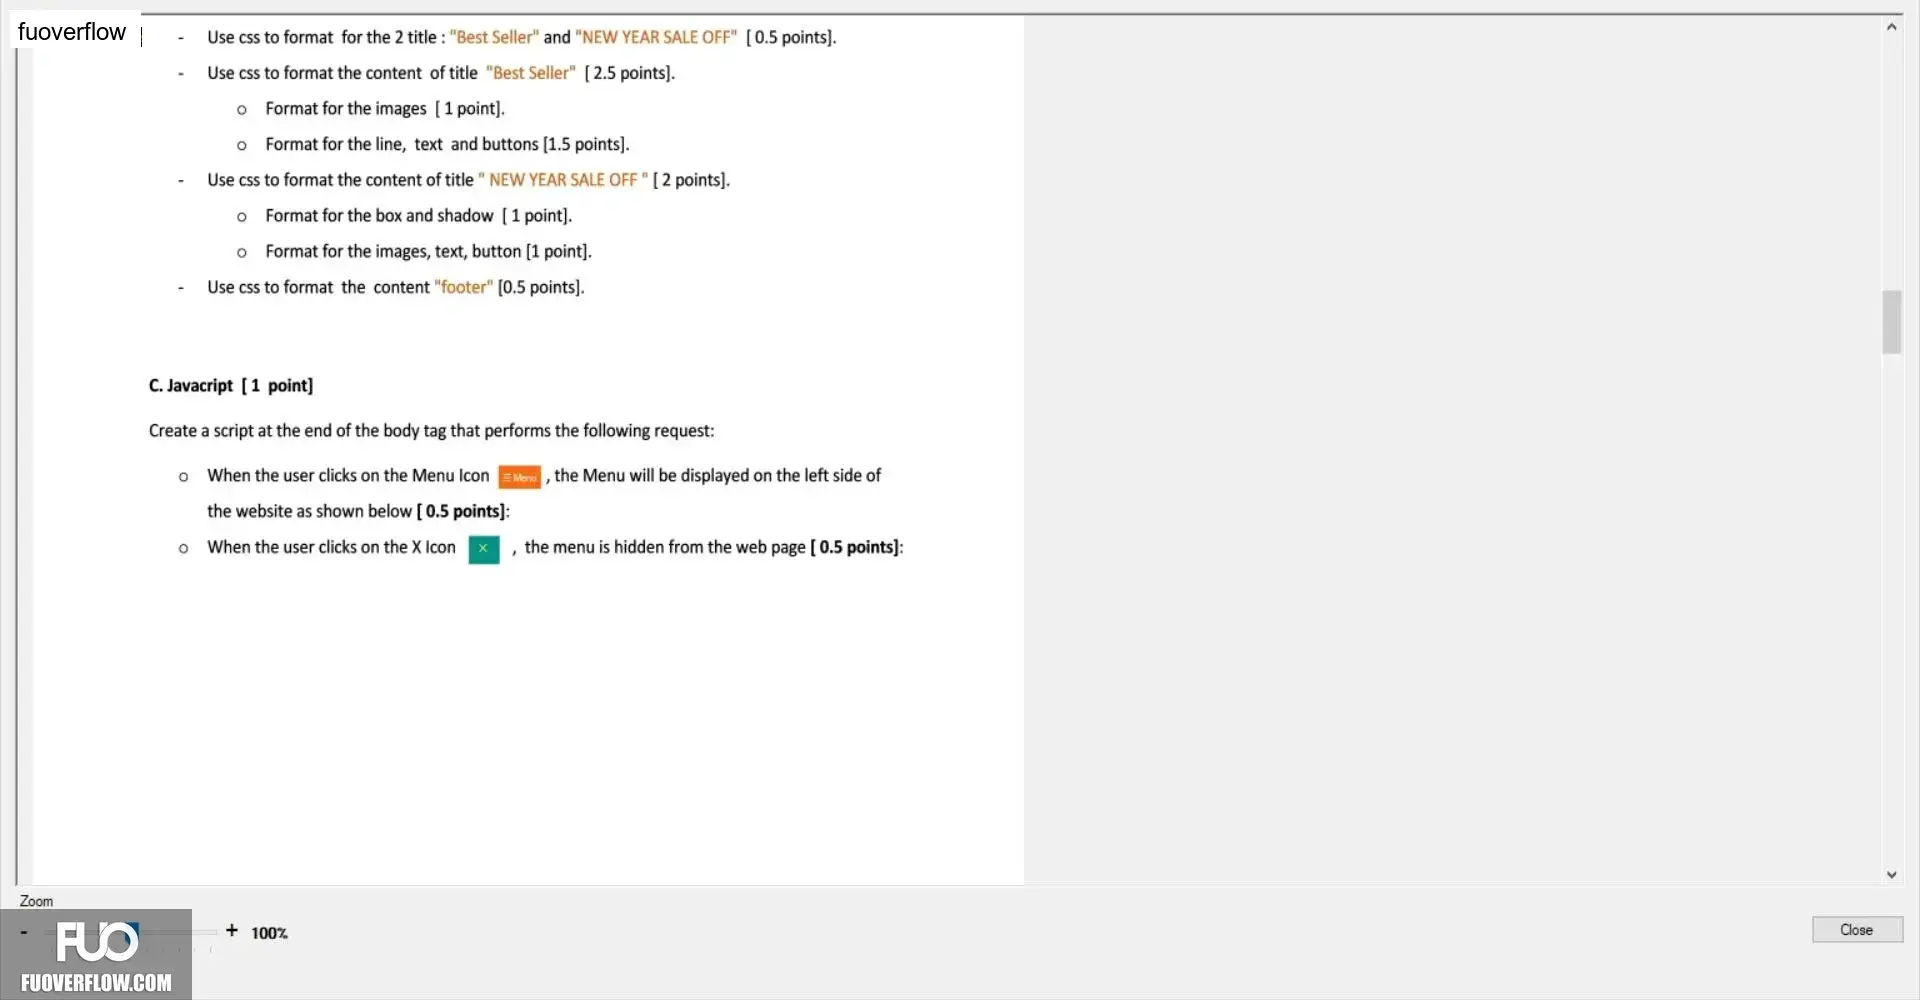 fuoverflow
- Use css to format for the 2 title : "Best Seller" and "NEW YEAR SALE OFF" [ 0.5 points].
- Use css to format the content of title "Best Seller" [ 2.5 points].
o Format for the images [ 1 point].
o Format for the line, text and buttons [1.5 points].
- Use css to format the content of title " NEW YEAR SALE OFF " [ 2 points].
o Format for the box and shadow [ 1 point].
o Format for the images, text, button [1 point].
- Use css to format the content "footer" [0.5 points].
C. Javacript [ 1 point]
Create a script at the end of the body tag that performs the following request:
o When the user clicks on the Menu Icon ☰ Menu , the Menu will be displayed on the left side of
the website as shown below [ 0.5 points]:
o When the user clicks on the X Icon × , the menu is hidden from the web page [ 0.5 points]:
Zoom
- + 100%
Close
FUO
FUOVERFLOW.COM